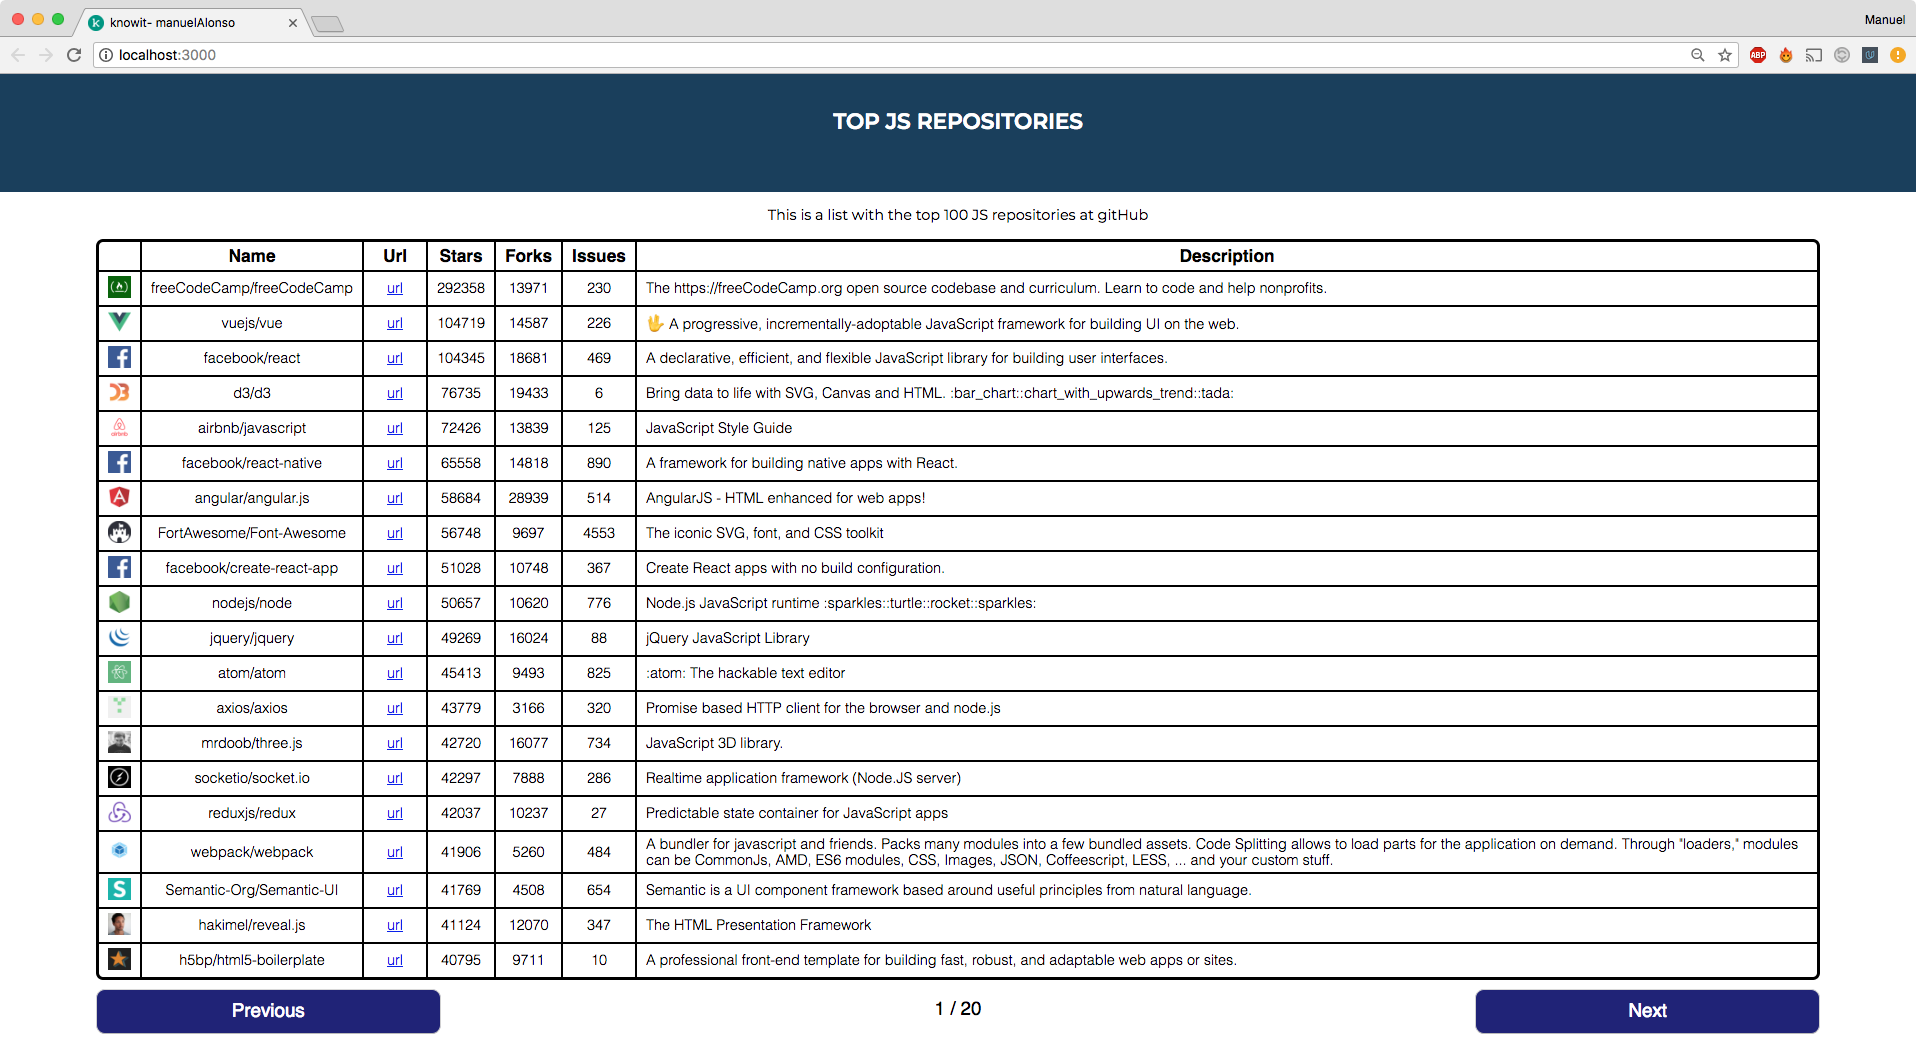 knowit- manuelAlonso
Manuel
localhost:3000
ABP
TOP JS REPOSITORIES
This is a list with the top 100 JS repositories at gitHub
Name Url Stars Forks Issues Description
freeCodeCamp/freeCodeCamp url 292358 13971 230 The https://freeCodeCamp.org open source codebase and curriculum. Learn to code and help nonprofits.
vuejs/vue url 104719 14587 226 🖖 A progressive, incrementally-adoptable JavaScript framework for building UI on the web.
facebook/react url 104345 18681 469 A declarative, efficient, and flexible JavaScript library for building user interfaces.
d3/d3 url 76735 19433 6 Bring data to life with SVG, Canvas and HTML. :bar_chart::chart_with_upwards_trend::tada:
airbnb/javascript url 72426 13839 125 JavaScript Style Guide
facebook/react-native url 65558 14818 890 A framework for building native apps with React.
angular/angular.js url 58684 28939 514 AngularJS - HTML enhanced for web apps!
FortAwesome/Font-Awesome url 56748 9697 4553 The iconic SVG, font, and CSS toolkit
facebook/create-react-app url 51028 10748 367 Create React apps with no build configuration.
nodejs/node url 50657 10620 776 Node.js JavaScript runtime :sparkles::turtle::rocket::sparkles:
jquery/jquery url 49269 16024 88 jQuery JavaScript Library
atom/atom url 45413 9493 825 :atom: The hackable text editor
axios/axios url 43779 3166 320 Promise based HTTP client for the browser and node.js
mrdoob/three.js url 42720 16077 734 JavaScript 3D library.
socketio/socket.io url 42297 7888 286 Realtime application framework (Node.JS server)
reduxjs/redux url 42037 10237 27 Predictable state container for JavaScript apps
webpack/webpack url 41906 5260 484 A bundler for javascript and friends. Packs many modules into a few bundled assets. Code Splitting allows to load parts for the application on demand. Through "loaders," modules
can be CommonJs, AMD, ES6 modules, CSS, Images, JSON, Coffeescript, LESS, ... and your custom stuff.
Semantic-Org/Semantic-UI url 41769 4508 654 Semantic is a UI component framework based around useful principles from natural language.
hakimel/reveal.js url 41124 12070 347 The HTML Presentation Framework
h5bp/html5-boilerplate url 40795 9711 10 A professional front-end template for building fast, robust, and adaptable web apps or sites.
Previous 1 / 20 Next